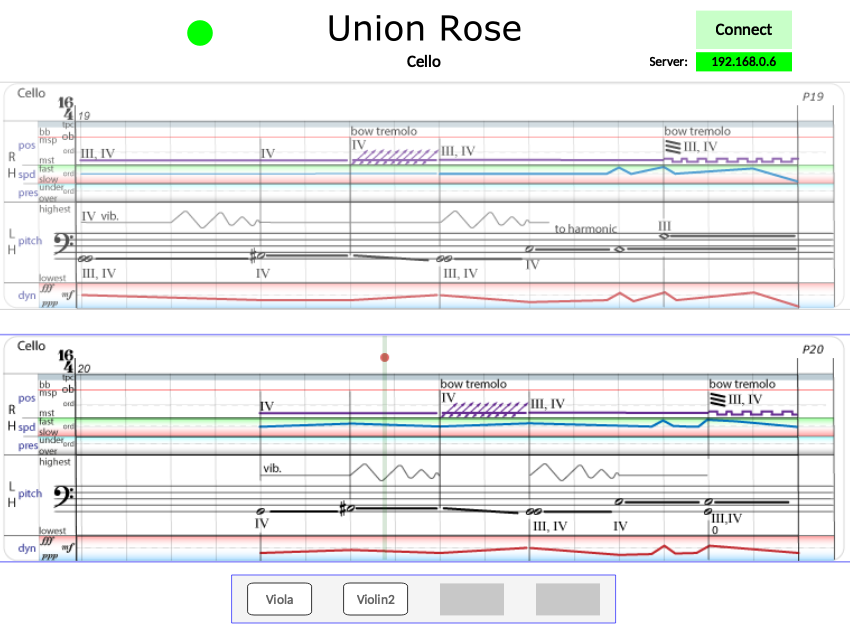 Union Rose
Connect
Cello
Server: 192.168.0.6
Cello
16
4
19
P19
tpc
bb
ob
bow tremolo
bow tremolo
pos
msp
ord
III, IV
IV
IV
III, IV
III, IV
R
mst
H
spd
fast
ord
slow
pres
under
ord
over
highest
IV vib.
to harmonic
III
L
H
pitch
lowest
III, IV
IV
III, IV
IV
dyn
fff
mf
ppp
Cello
16
4
20
P20
tpc
bb
ob
bow tremolo
bow tremolo
pos
msp
ord
IV
IV
III, IV
III, IV
R
mst
H
spd
fast
ord
slow
pres
under
ord
over
highest
vib.
L
H
pitch
lowest
IV
III, IV
IV
III,IV
0
dyn
fff
mf
ppp
Viola
Violin2